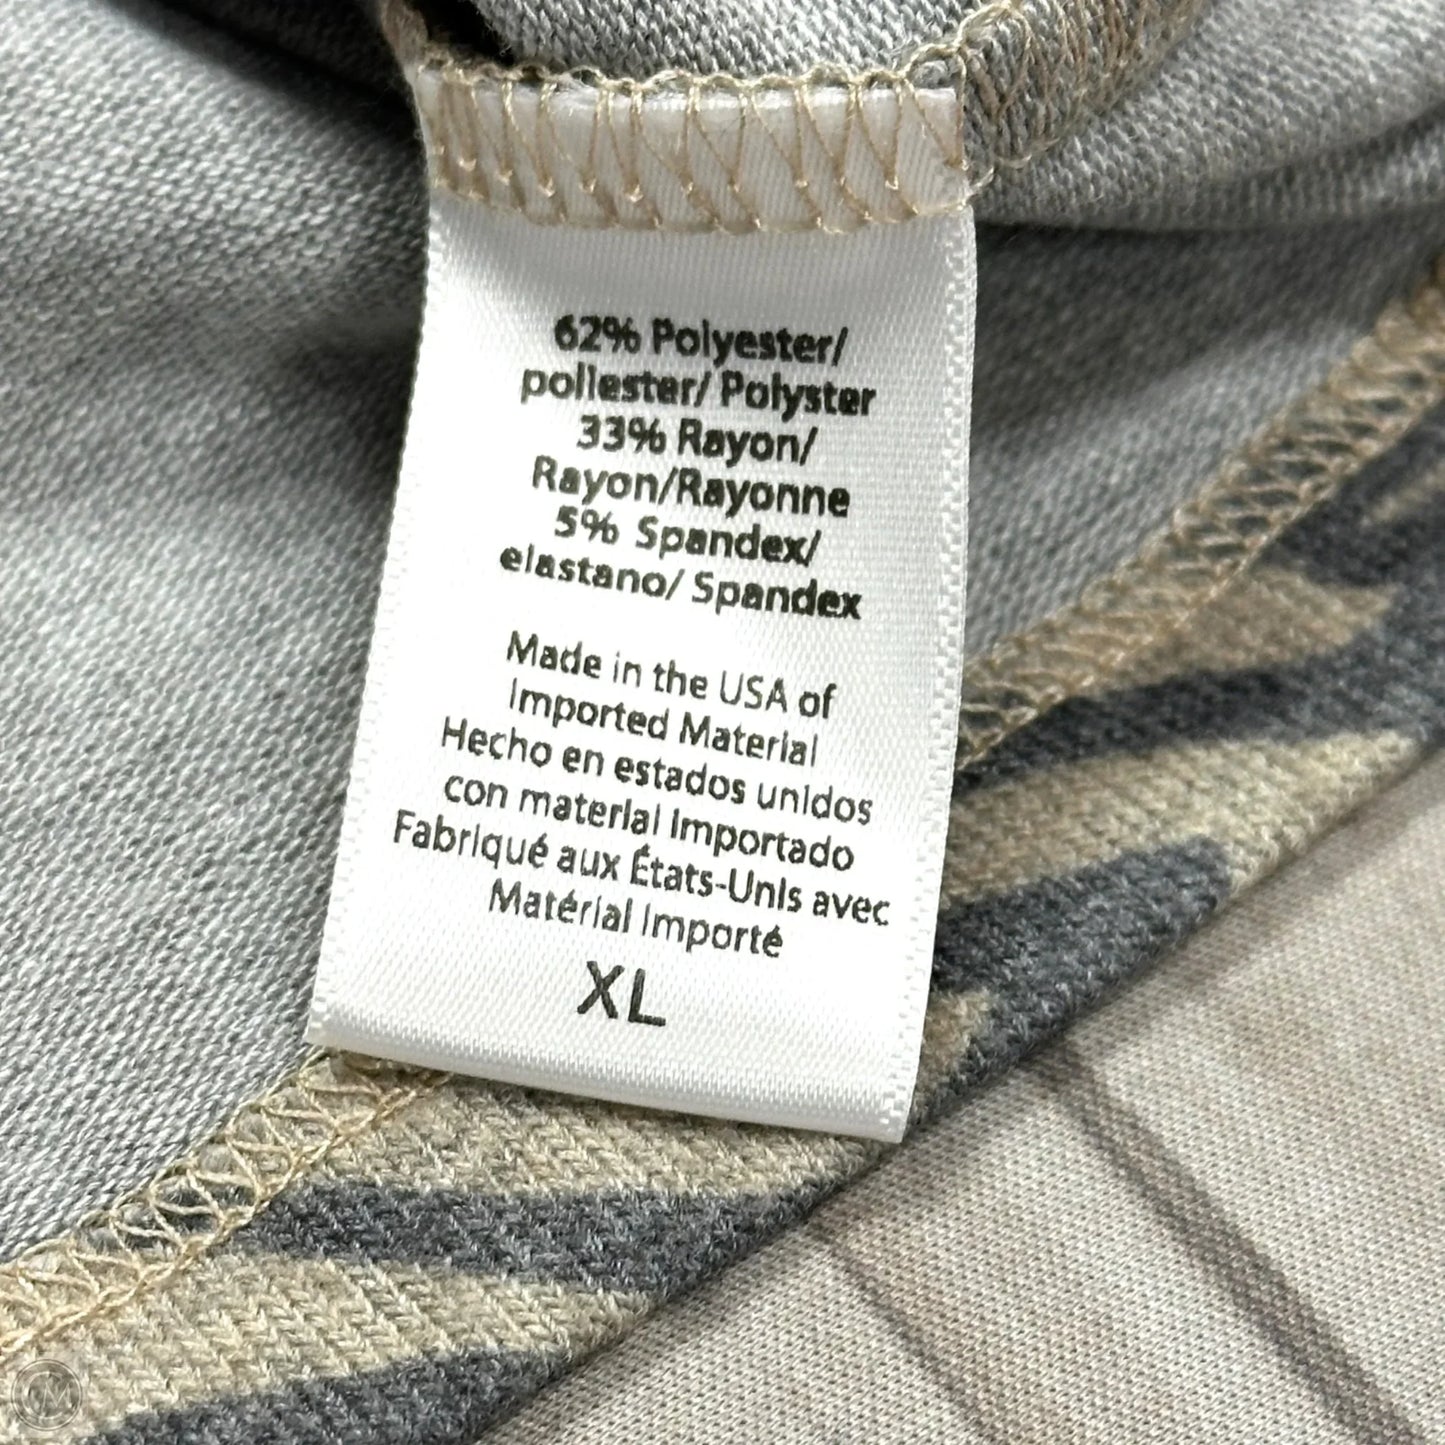 62% Polyester/
pollester/ Polyster
33% Rayon/
Rayon/Rayonne
5% Spandex/
elastano/ Spandex
Made in the USA of
Imported Material
Hecho en estados unidos
con material Importado
Fabriqué aux États-Unis avec
Matérial Importé
XL